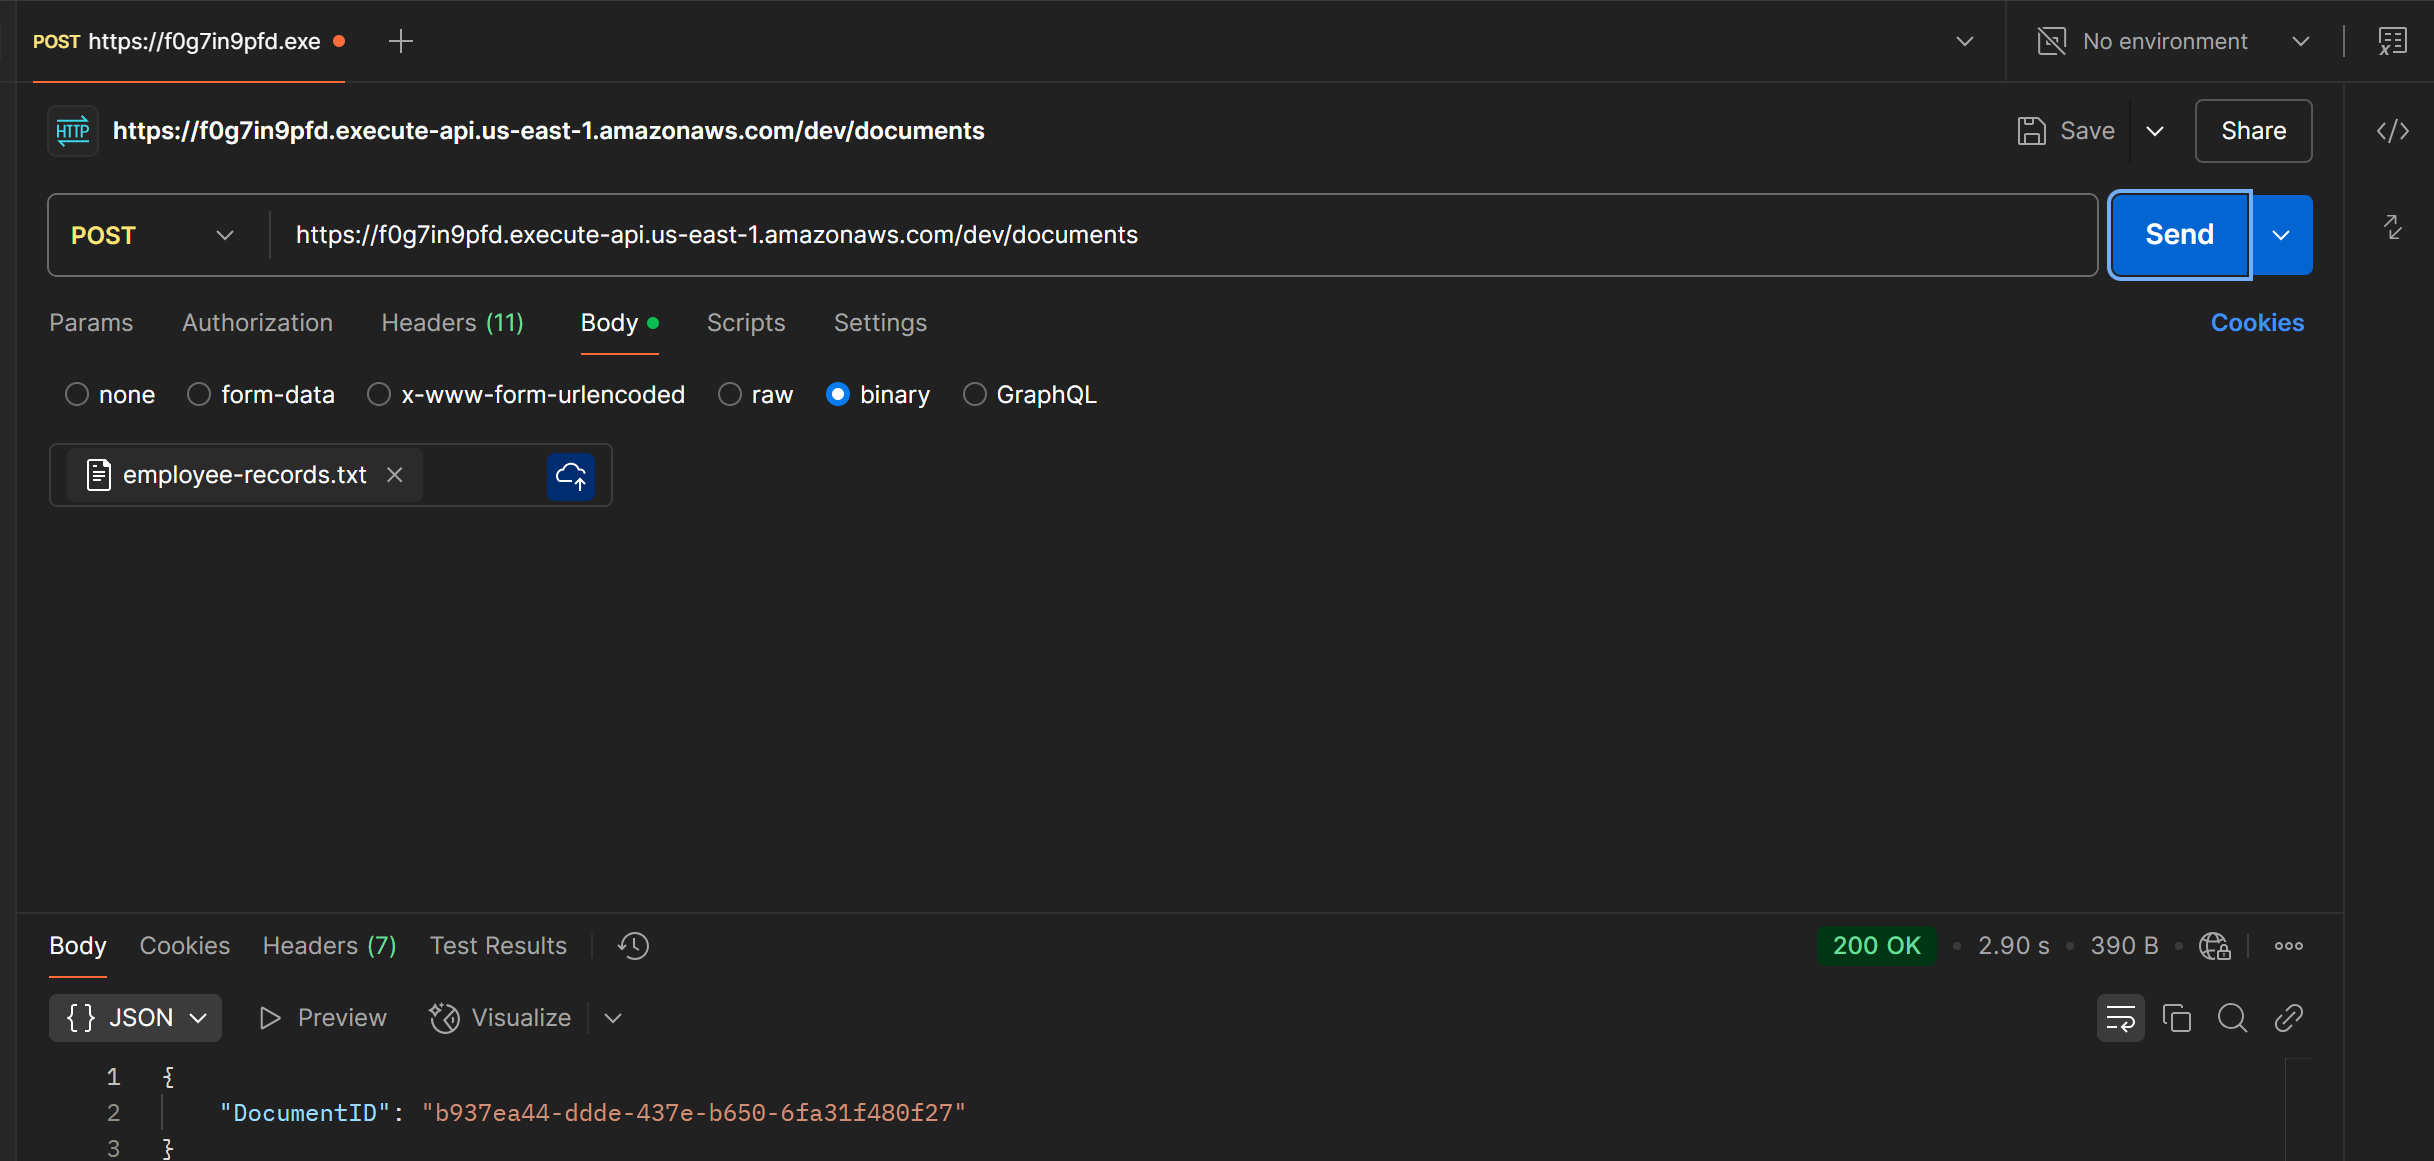 POST https://f0g7in9pfd.exe
No environment
HTTP https://f0g7in9pfd.execute-api.us-east-1.amazonaws.com/dev/documents
Save
Share
POST https://f0g7in9pfd.execute-api.us-east-1.amazonaws.com/dev/documents
Send
Params Authorization Headers (11) Body Scripts Settings Cookies
none form-data x-www-form-urlencoded raw binary GraphQL
employee-records.txt
Body Cookies Headers (7) Test Results 200 OK 2.90 s 390 B
{} JSON Preview Visualize
1 {
2 "DocumentID": "b937ea44-ddde-437e-b650-6fa31f480f27"
3 }